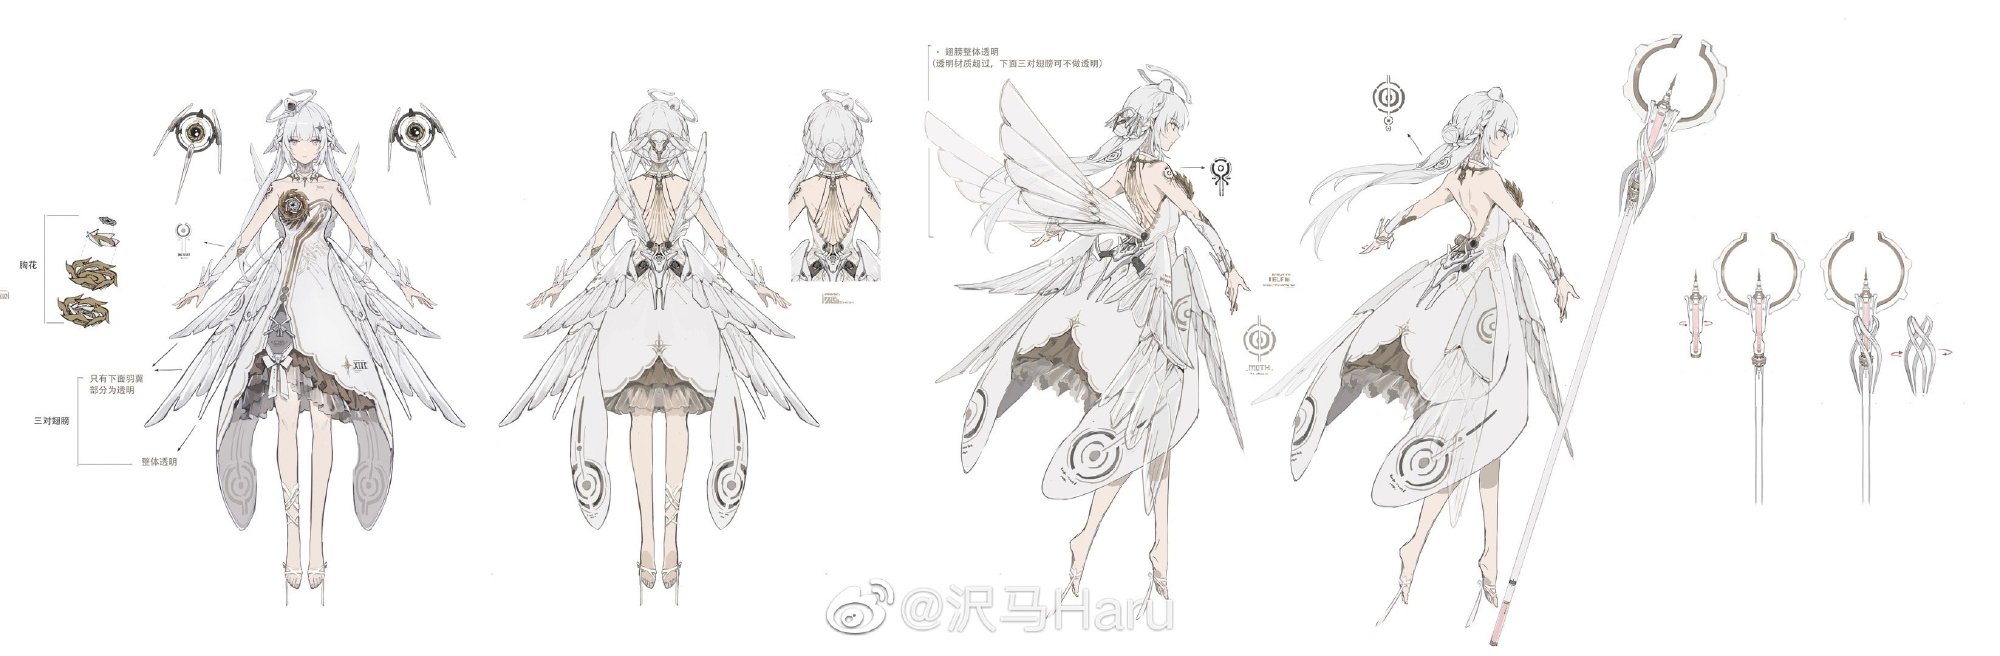 胸花
只有下面羽翼
部分为透明
三对翅膀
整体透明
XIII
· 翅膀整体透明
(透明材质超过，下面三对翅膀可不做透明)
MOTH
@沢马Haru